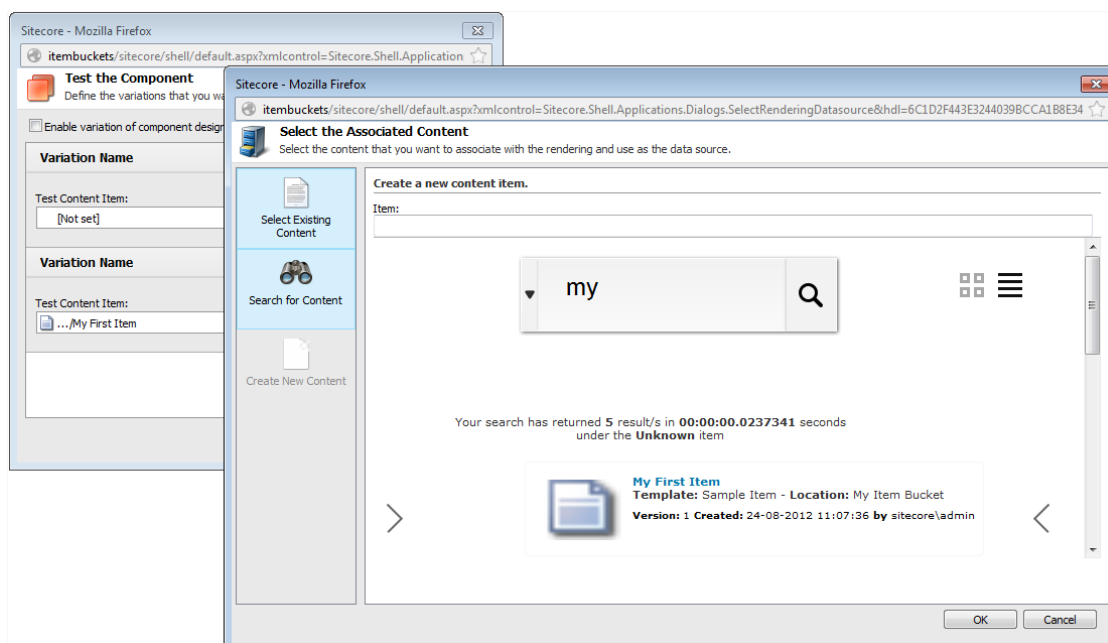 Sitecore - Mozilla Firefox
itembuckets/sitecore/shell/default.aspx?xmlcontrol=Sitecore.Shell.Application
Test the Component
Define the variations that you wa
Enable variation of component design
Variation Name
Test Content Item:
[Not set]
Variation Name
Test Content Item:
.../My First Item
Sitecore - Mozilla Firefox
itembuckets/sitecore/shell/default.aspx?xmlcontrol=Sitecore.Shell.Applications.Dialogs.SelectRenderingDatasource&hdl=6C1D2F443E3244039BCCA1B8E34
Select the Associated Content
Select the content that you want to associate with the rendering and use as the data source.
Select Existing
Content
Search for Content
Create New Content
Create a new content item.
Item:
my
Your search has returned 5 result/s in 00:00:00.0237341 seconds
under the Unknown item
My First Item
Template: Sample Item - Location: My Item Bucket
Version: 1 Created: 24-08-2012 11:07:36 by sitecore\admin
OK
Cancel